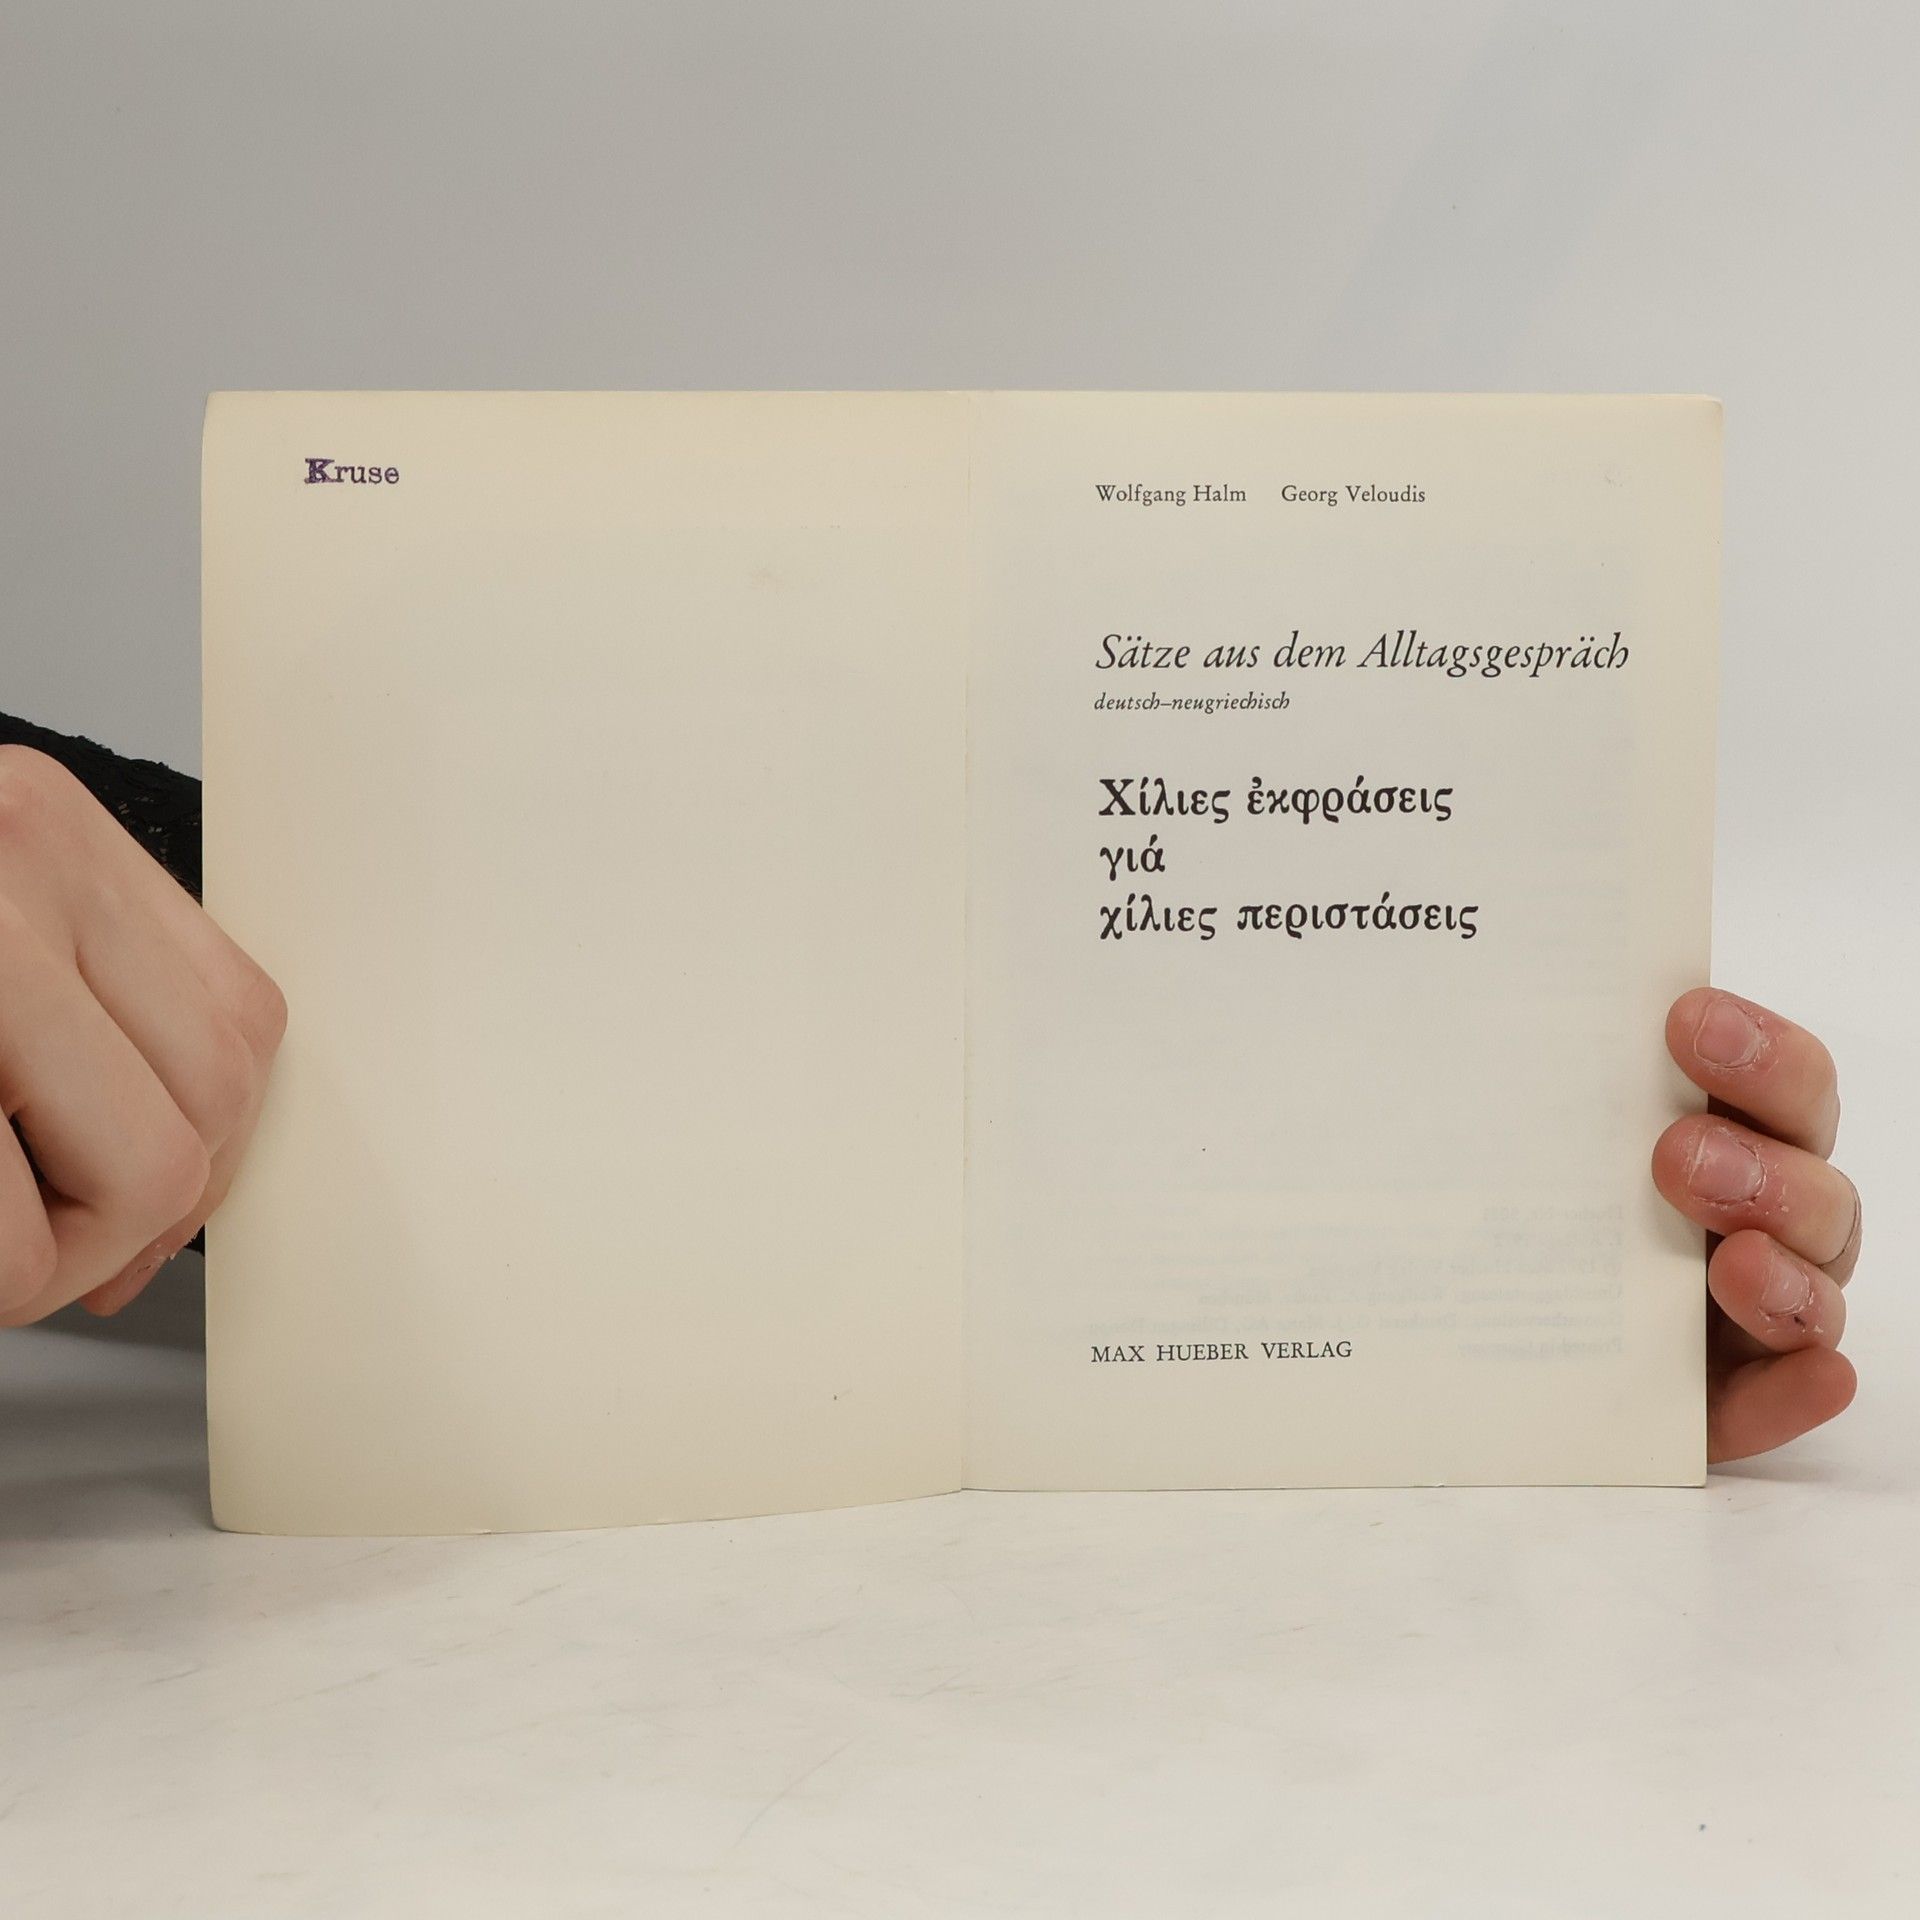 Kruse
Wolfgang Halm Georg Veloudis
Sätze aus dem Alltagsgespräch
deutsch–neugriechisch
Χίλιες ἐκφράσεις
γιά
χίλιες περιστάσεις
MAX HUEBER VERLAG